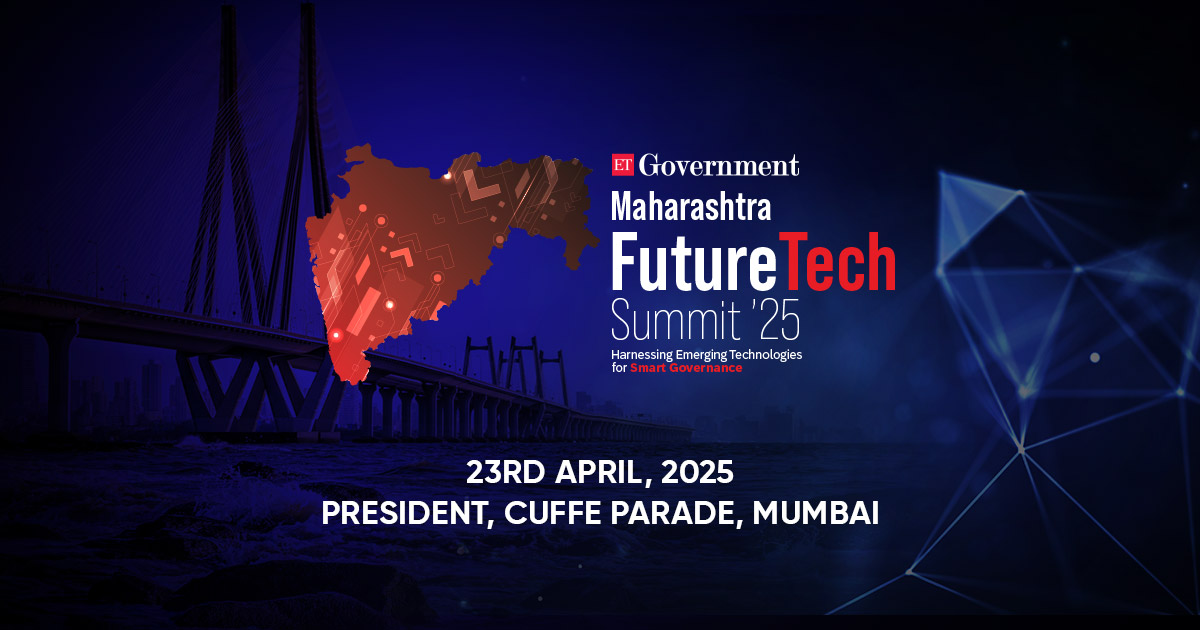 ET Government
Maharashtra
FutureTech
Summit '25
Harnessing Emerging Technologies
for Smart Governance
23RD APRIL, 2025
PRESIDENT, CUFFE PARADE, MUMBAI